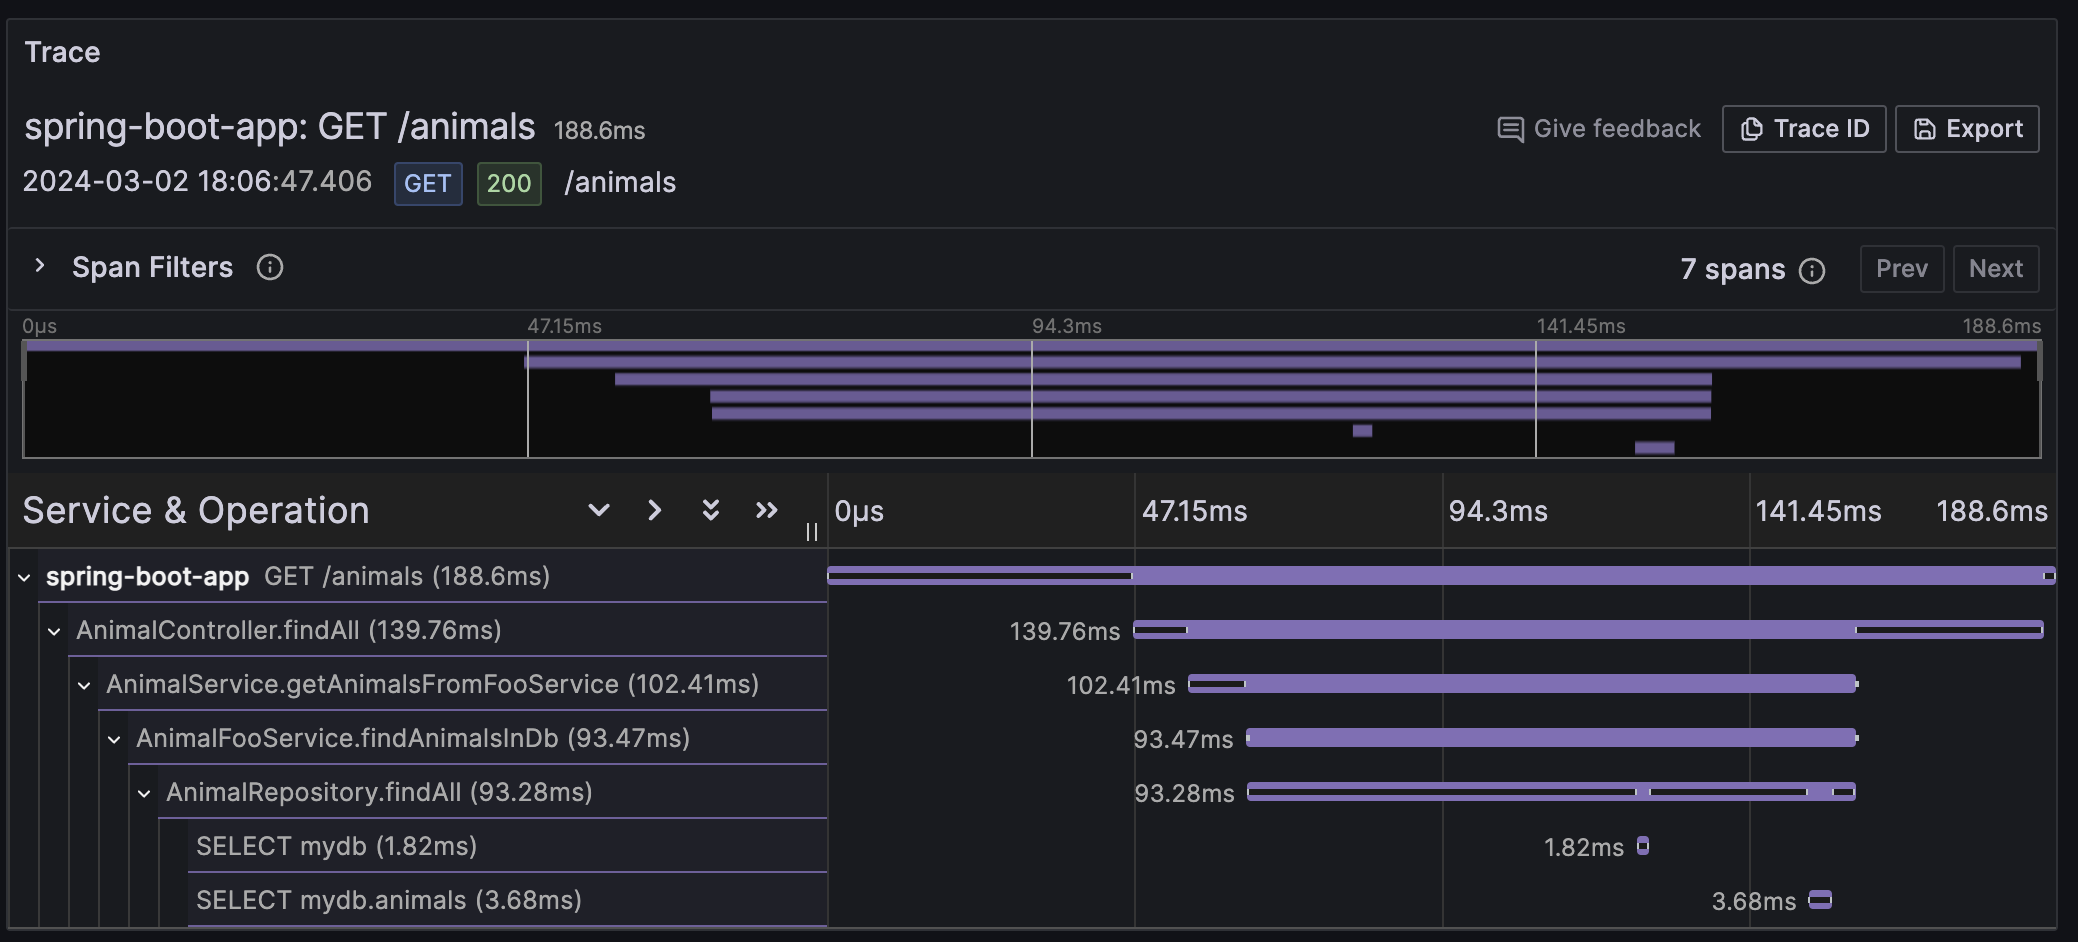 Trace
spring-boot-app: GET /animals 188.6ms
Give feedback
Trace ID
Export
2024-03-02 18:06:47.406 GET 200 /animals
Span Filters
7 spans
Prev
Next
0μs 47.15ms 94.3ms 141.45ms 188.6ms
Service & Operation
0μs 47.15ms 94.3ms 141.45ms 188.6ms
spring-boot-app GET /animals (188.6ms)
AnimalController.findAll (139.76ms) 139.76ms
AnimalService.getAnimalsFromFooService (102.41ms) 102.41ms
AnimalFooService.findAnimalsInDb (93.47ms) 93.47ms
AnimalRepository.findAll (93.28ms) 93.28ms
SELECT mydb (1.82ms) 1.82ms
SELECT mydb.animals (3.68ms) 3.68ms